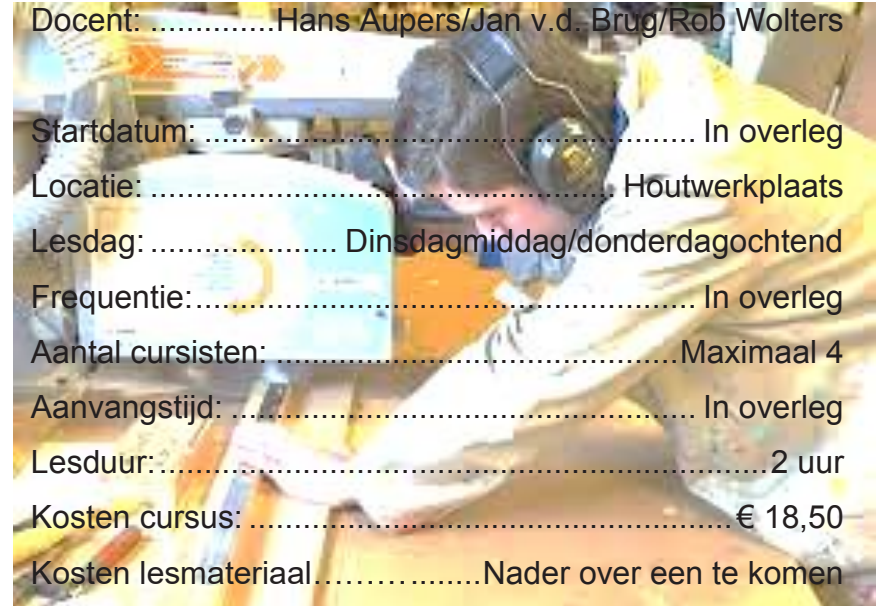 Docent: ..............Hans Aupers/Jan v.d. Brug/Rob Wolters
Startdatum: ....................................................... In overleg
Locatie: .................................................... Houtwerkplaats
Lesdag: ..................... Dinsdagmiddag/donderdagochtend
Frequentie:......................................................... In overleg
Aantal cursisten: .............................................Maximaal 4
Aanvangstijd: .................................................... In overleg
Lesduur:....................................................................2 uur
Kosten cursus: ......................................................€ 18,50
Kosten lesmateriaal……….......Nader over een te komen